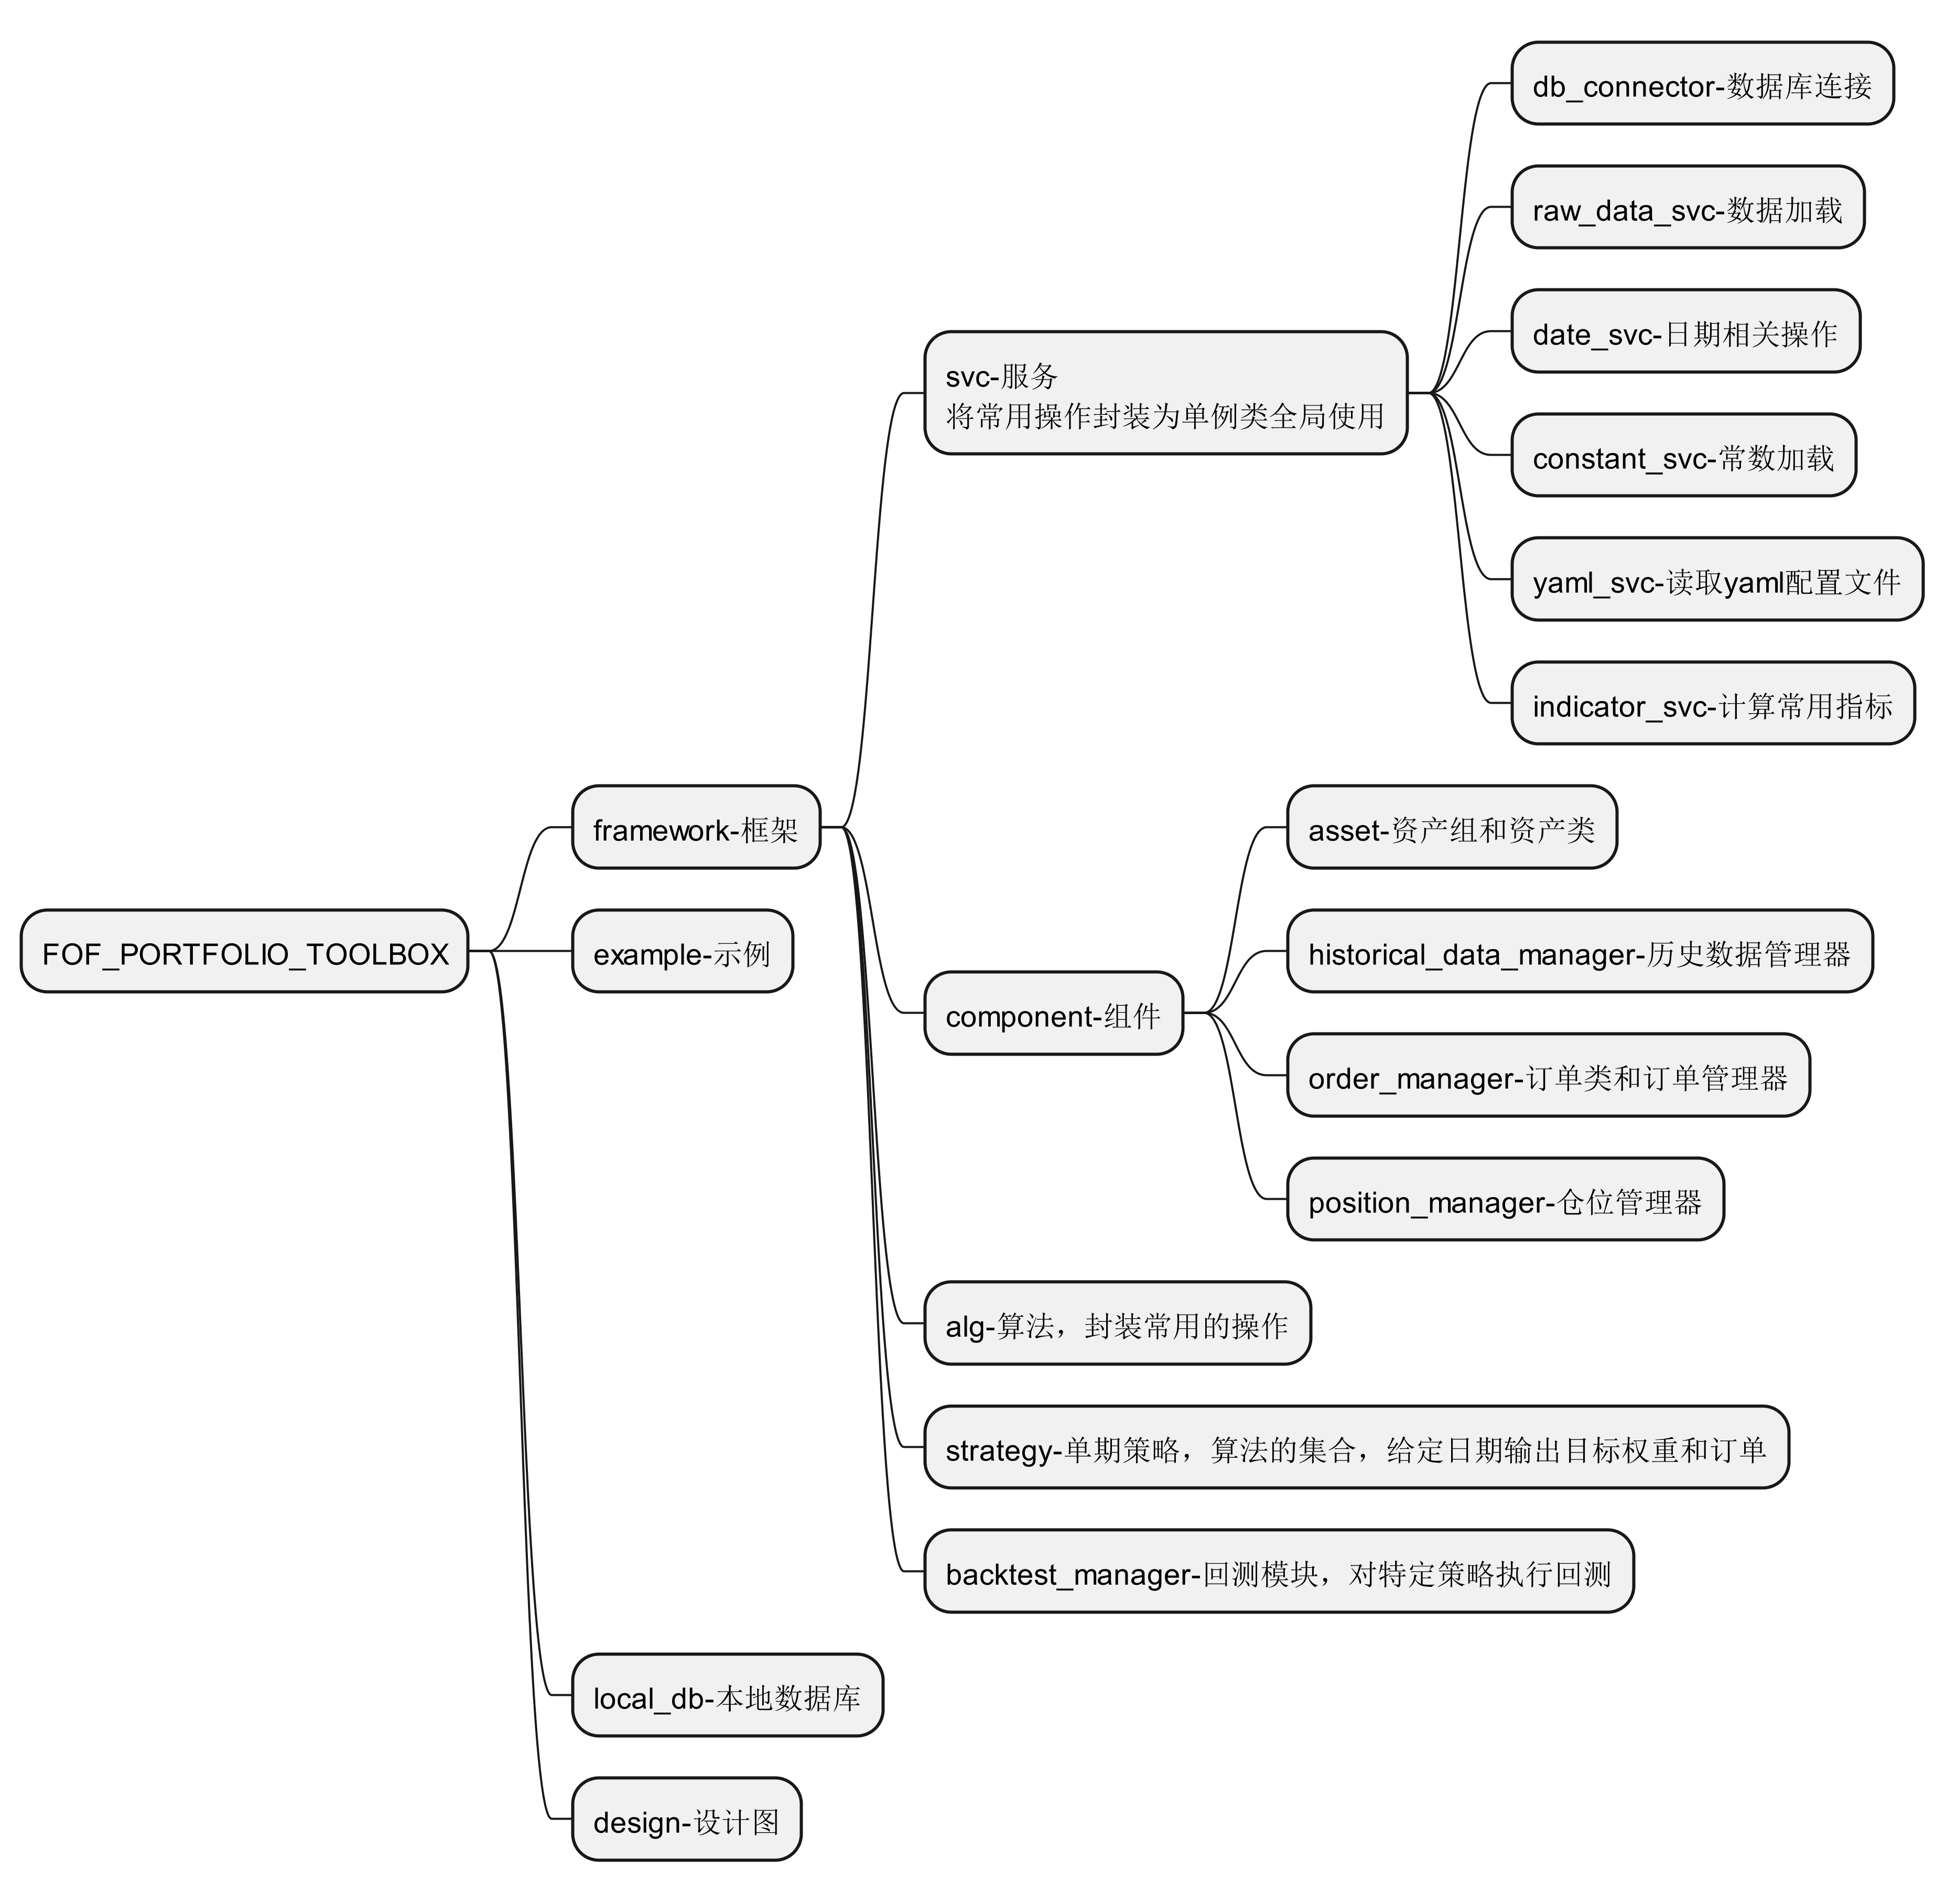 FOF_PORTFOLIO_TOOLBOX
framework-框架
svc-服务
将常用操作封装为单例类全局使用
db_connector-数据库连接
raw_data_svc-数据加载
date_svc-日期相关操作
constant_svc-常数加载
yaml_svc-读取yaml配置文件
indicator_svc-计算常用指标
component-组件
asset-资产组和资产类
historical_data_manager-历史数据管理器
order_manager-订单类和订单管理器
position_manager-仓位管理器
alg-算法，封装常用的操作
strategy-单期策略，算法的集合，给定日期输出目标权重和订单
backtest_manager-回测模块，对特定策略执行回测
example-示例
local_db-本地数据库
design-设计图